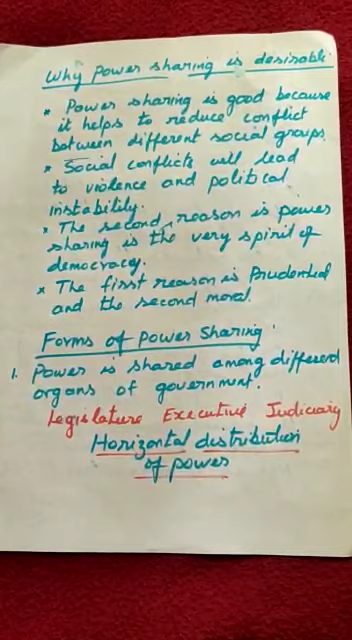 Why Power sharing is desirable
* Power sharing is good because
it helps to reduce conflict
between different social groups.
* Social conflicts will lead
to violence and political
instability.
* The second, reason is power
sharing is the very spirit of
democracy.
* The first reason is Prudential
and the second moral.
Forms of Power Sharing
1. Power is shared among different
organs of government.
Legislature Executive Judiciary
Horizontal distribution
of power